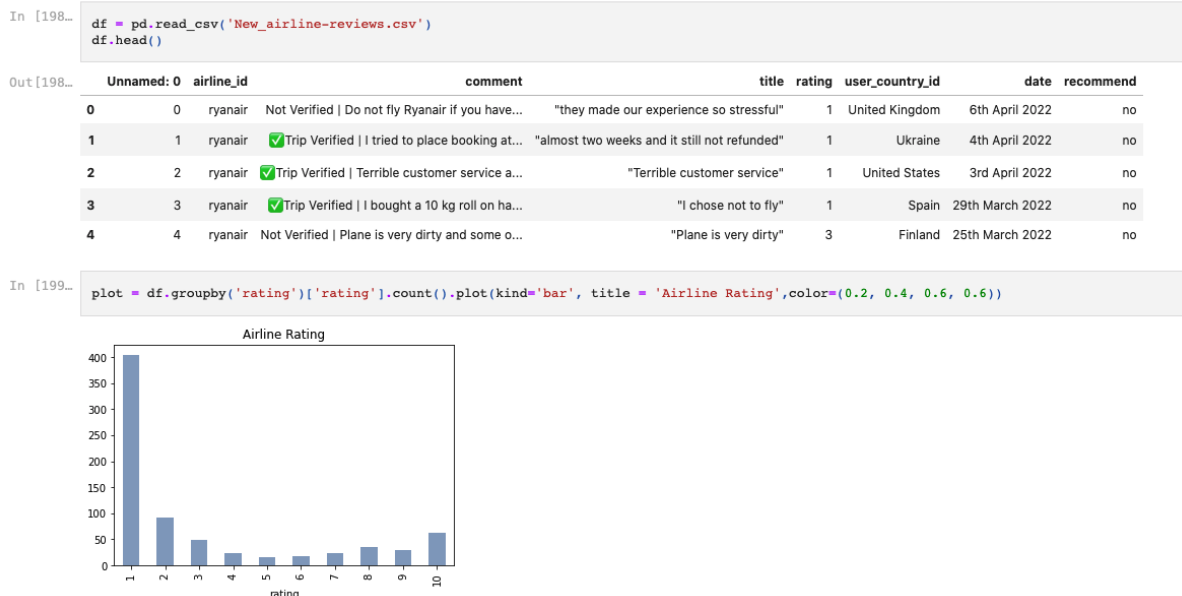 In [198…
df = pd.read_csv('New_airline-reviews.csv')
df.head()
Out[198…
Unnamed: 0 airline_id comment title rating user_country_id date recommend
0 0 ryanair Not Verified | Do not fly Ryanair if you have... "they made our experience so stressful" 1 United Kingdom 6th April 2022 no
1 1 ryanair ✅Trip Verified | I tried to place booking at... "almost two weeks and it still not refunded" 1 Ukraine 4th April 2022 no
2 2 ryanair ✅Trip Verified | Terrible customer service a... "Terrible customer service" 1 United States 3rd April 2022 no
3 3 ryanair ✅Trip Verified | I bought a 10 kg roll on ha... "I chose not to fly" 1 Spain 29th March 2022 no
4 4 ryanair Not Verified | Plane is very dirty and some o... "Plane is very dirty" 3 Finland 25th March 2022 no
In [199…
plot = df.groupby('rating')['rating'].count().plot(kind='bar', title = 'Airline Rating',color=(0.2, 0.4, 0.6, 0.6))
Airline Rating
400
350
300
250
200
150
100
50
0
1 2 3 4 5 6 7 8 9 10
rating